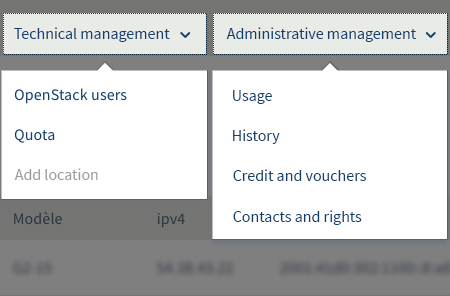 Technical management
Administrative management
OpenStack users
Quota
Add location
Usage
History
Credit and vouchers
Contacts and rights
Modèle
ipv4